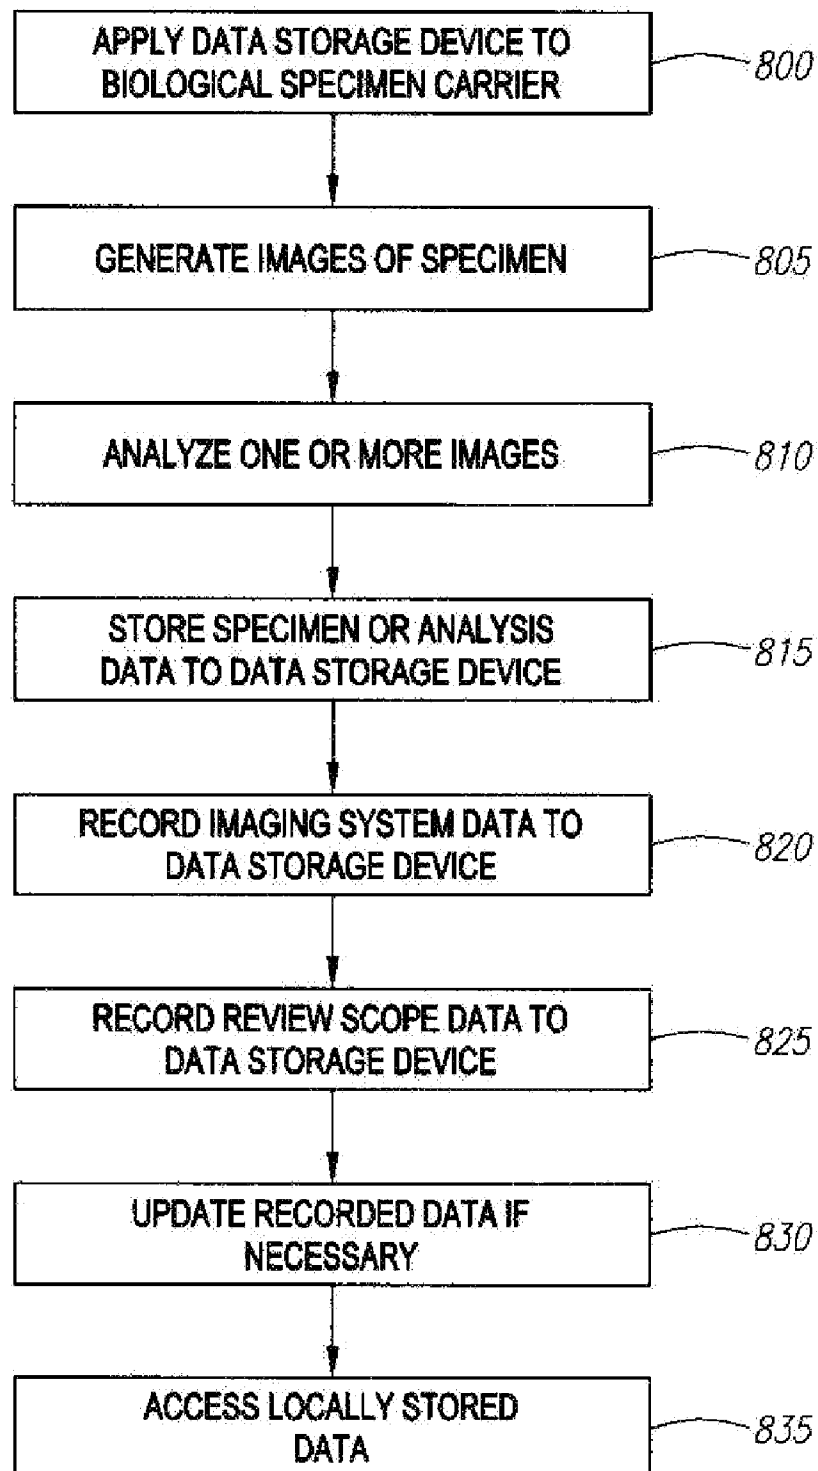 APPLY DATA STORAGE DEVICE TO
BIOLOGICAL SPECIMEN CARRIER
800
GENERATE IMAGES OF SPECIMEN
805
ANALYZE ONE OR MORE IMAGES
810
STORE SPECIMEN OR ANALYSIS
DATA TO DATA STORAGE DEVICE
815
RECORD IMAGING SYSTEM DATA TO
DATA STORAGE DEVICE
820
RECORD REVIEW SCOPE DATA TO
DATA STORAGE DEVICE
825
UPDATE RECORDED DATA IF
NECESSARY
830
ACCESS LOCALLY STORED
DATA
835